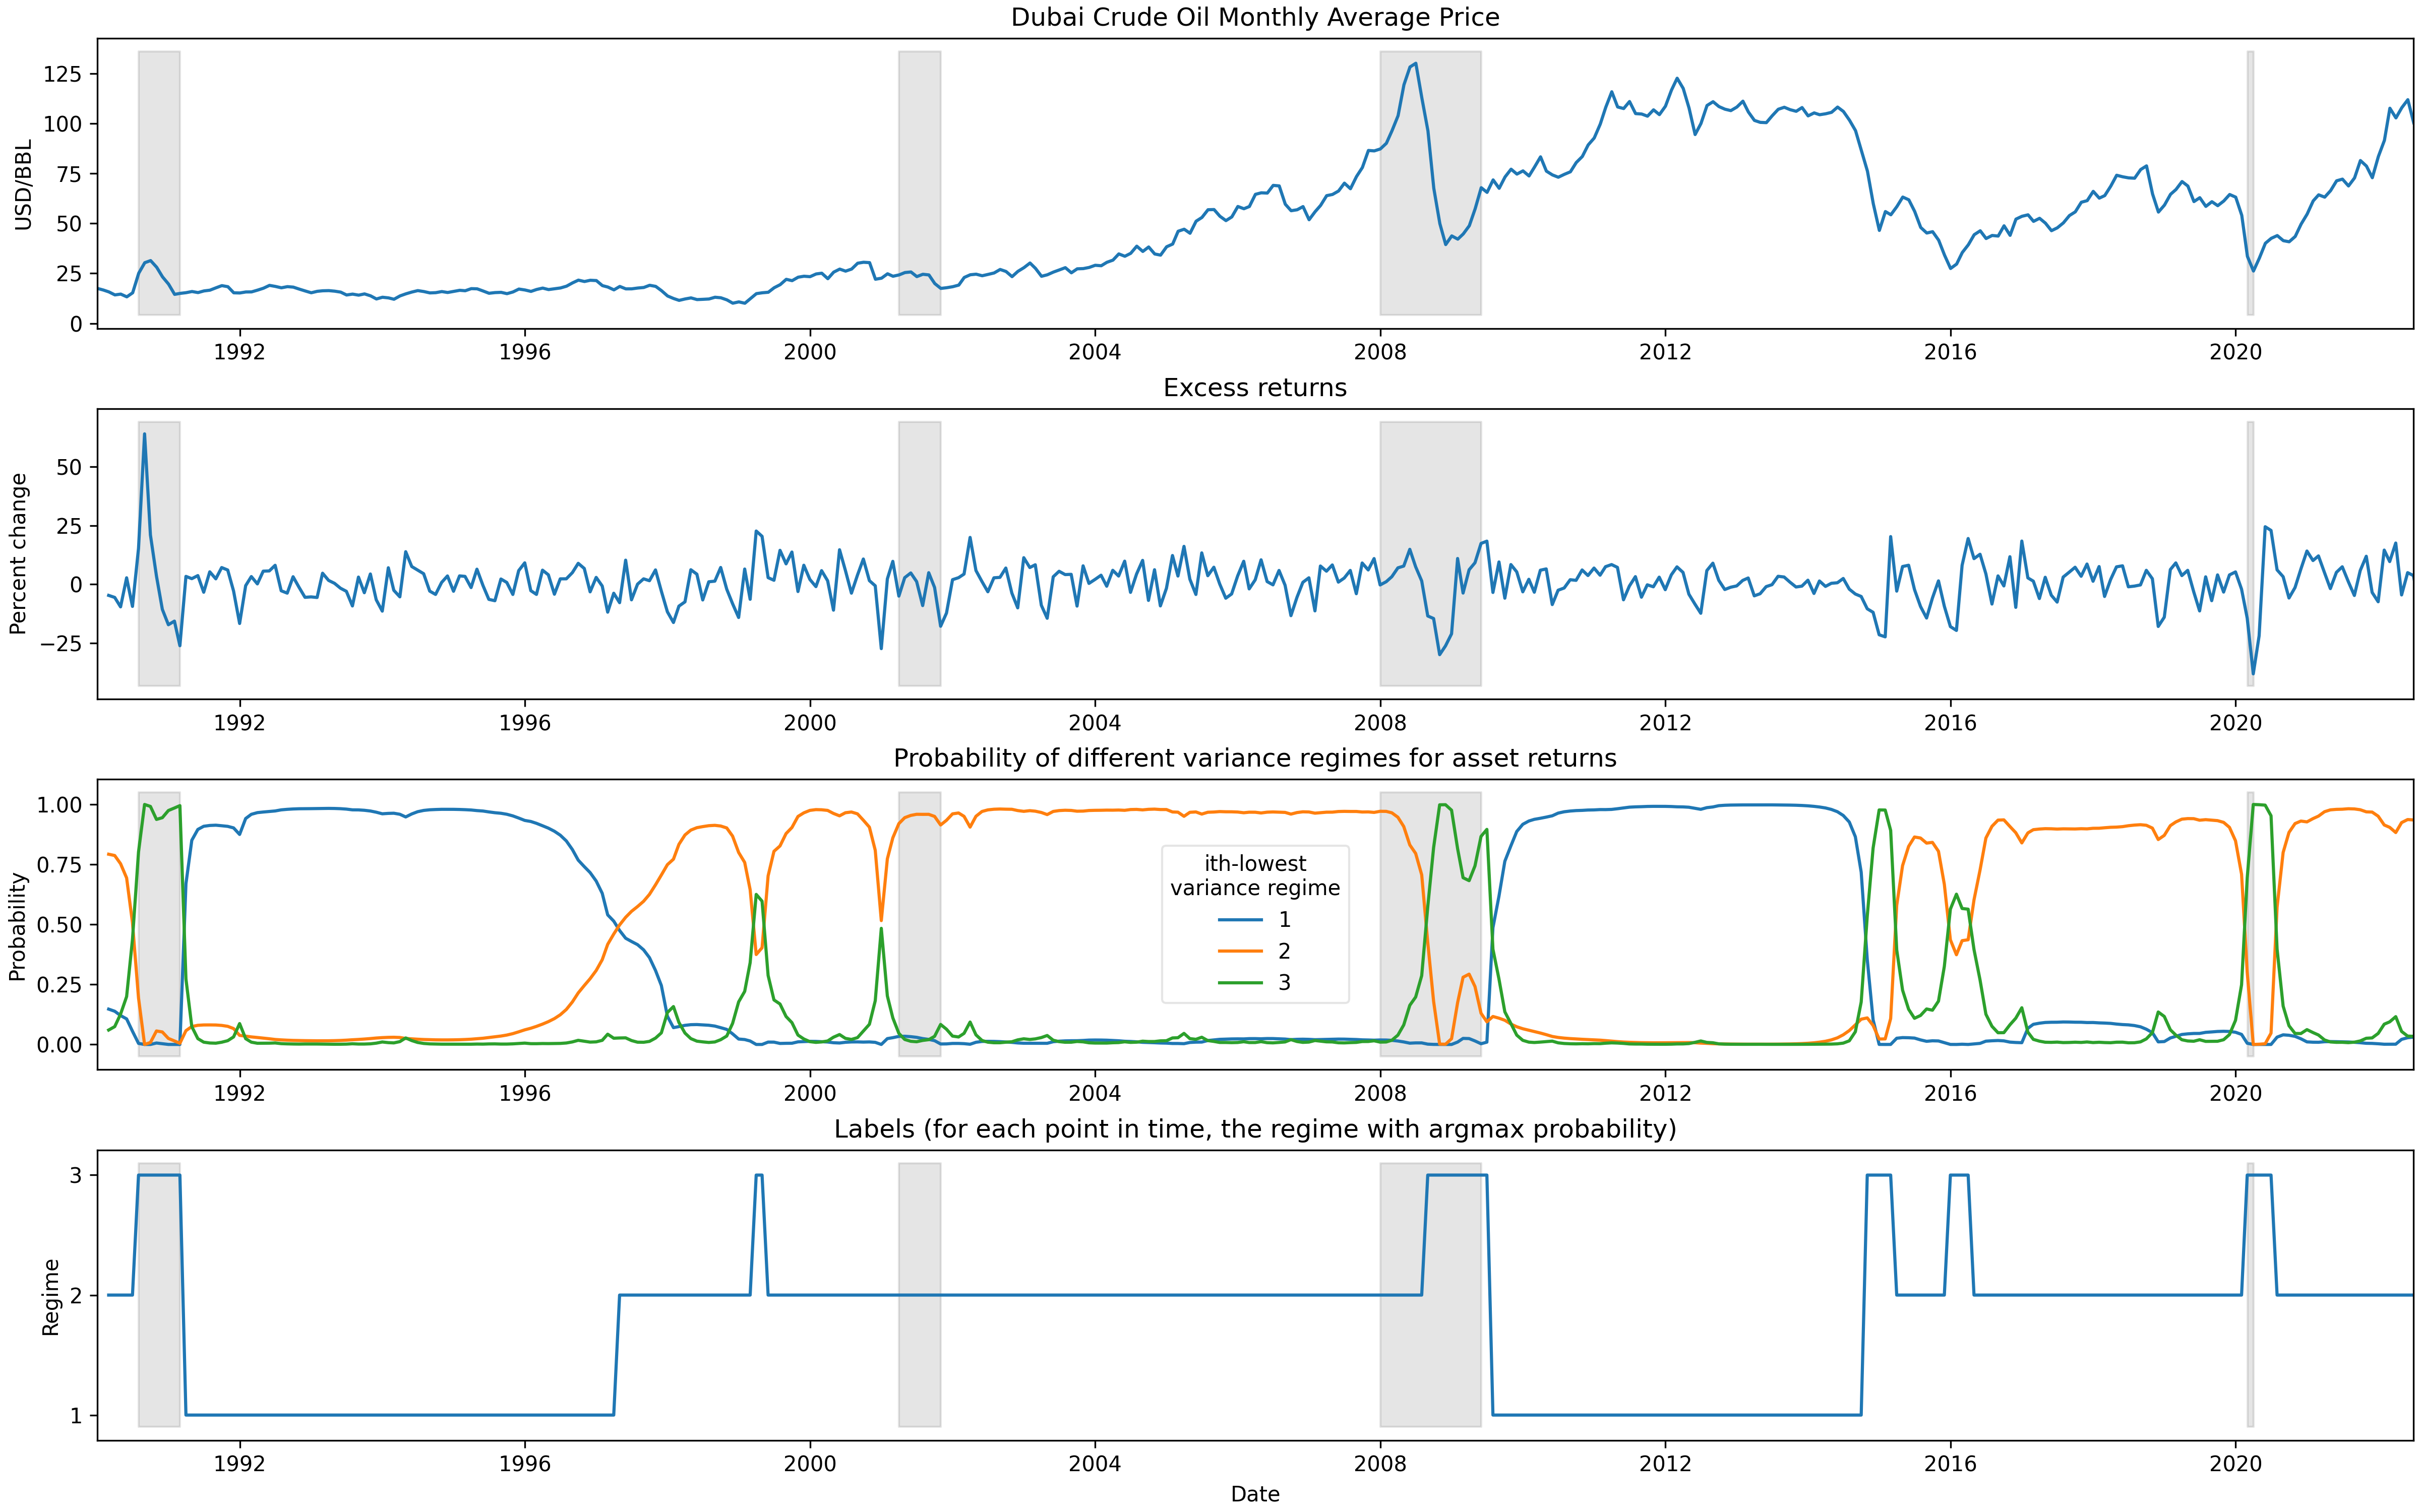 Dubai Crude Oil Monthly Average Price
USD/BBL
125
100
75
50
25
0
1992 1996 2000 2004 2008 2012 2016 2020
Excess returns
Percent change
50
25
0
−25
1992 1996 2000 2004 2008 2012 2016 2020
Probability of different variance regimes for asset returns
Probability
1.00
0.75
0.50
0.25
0.00
ith-lowest
variance regime
1
2
3
1992 1996 2000 2004 2008 2012 2016 2020
Labels (for each point in time, the regime with argmax probability)
Regime
3
2
1
1992 1996 2000 2004 2008 2012 2016 2020
Date